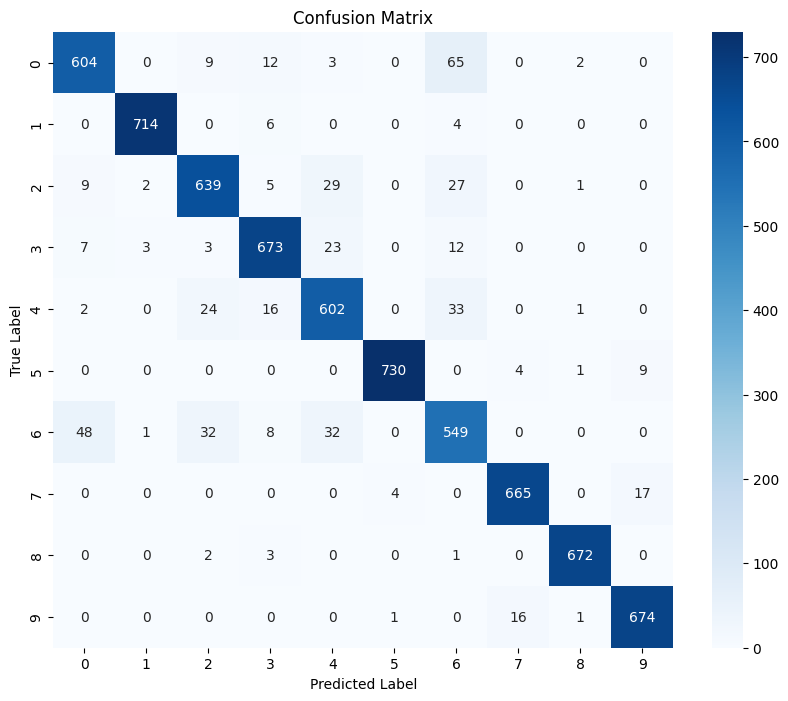 Confusion Matrix
0 604 0 9 12 3 0 65 0 2 0
1 0 714 0 6 0 0 4 0 0 0
2 9 2 639 5 29 0 27 0 1 0
3 7 3 3 673 23 0 12 0 0 0
4 2 0 24 16 602 0 33 0 1 0
5 0 0 0 0 0 730 0 4 1 9
6 48 1 32 8 32 0 549 0 0 0
7 0 0 0 0 0 4 0 665 0 17
8 0 0 2 3 0 0 1 0 672 0
9 0 0 0 0 0 1 0 16 1 674
0 1 2 3 4 5 6 7 8 9
True Label
Predicted Label
700
600
500
400
300
200
100
0